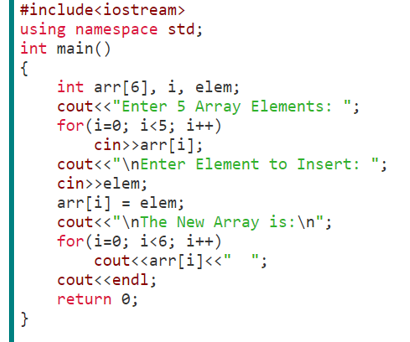 #include<iostream>
using namespace std;
int main()
{
    int arr[6], i, elem;
    cout<<"Enter 5 Array Elements: ";
    for(i=0; i<5; i++)
        cin>>arr[i];
    cout<<"\nEnter Element to Insert: ";
    cin>>elem;
    arr[i] = elem;
    cout<<"\nThe New Array is:\n";
    for(i=0; i<6; i++)
        cout<<arr[i]<<"  ";
    cout<<endl;
    return 0;
}